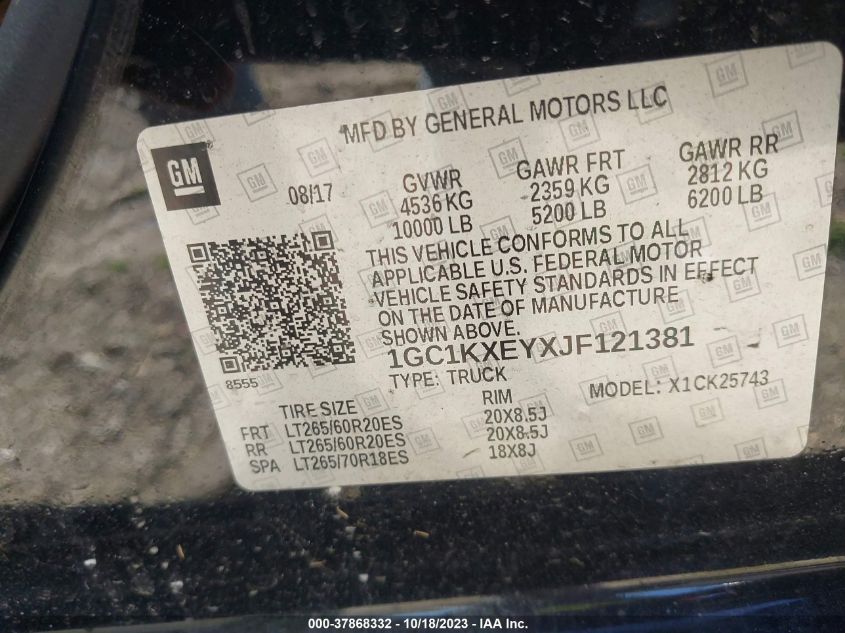 MFD BY GENERAL MOTORS LLC
GM
08/17
GVWR
4536 KG
10000 LB
GAWR FRT
2359 KG
5200 LB
GAWR RR
2812 KG
6200 LB
THIS VEHICLE CONFORMS TO ALL
APPLICABLE U.S. FEDERAL MOTOR
VEHICLE SAFETY STANDARDS IN EFFECT
ON THE DATE OF MANUFACTURE
SHOWN ABOVE.
8555
1GC1KXEYXJF121381
TYPE: TRUCK
MODEL: X1CK25743
TIRE SIZE
RIM
FRT LT265/60R20ES 20X8.5J
RR LT265/60R20ES 20X8.5J
SPA LT265/70R18ES 18X8J
000-37868332 - 10/18/2023 - IAA Inc.